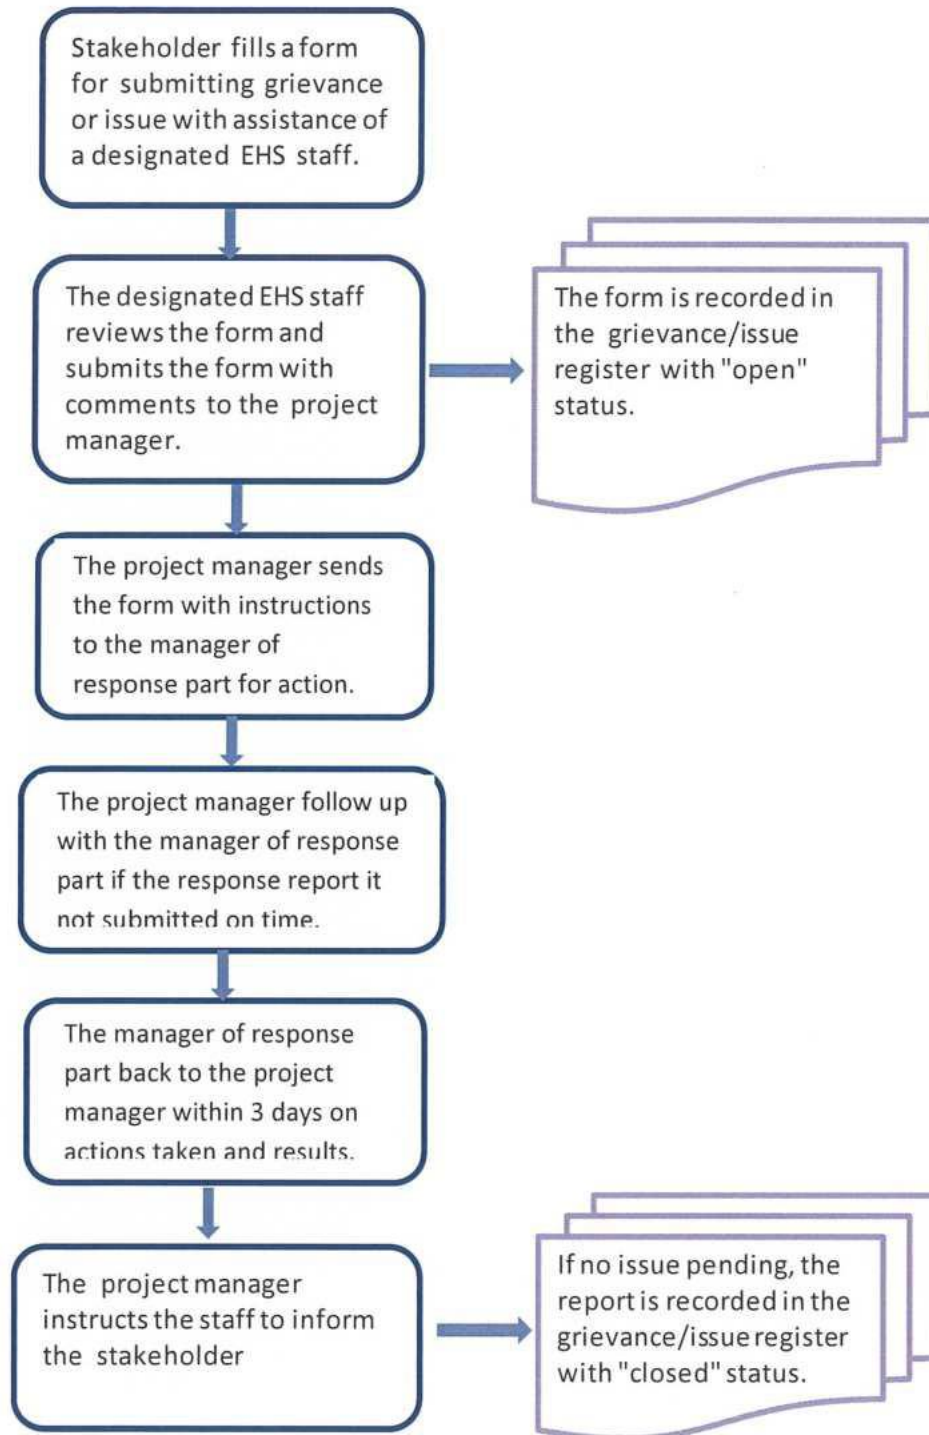 Stakeholder fills a form
for submitting grievance
or issue with assistance of
a designated EHS staff.
The designated EHS staff
reviews the form and
submits the form with
comments to the project
manager.
The form is recorded in
the grievance/issue
register with "open"
status.
The project manager sends
the form with instructions
to the manager of
response part for action.
The project manager follow up
with the manager of response
part if the response report it
not submitted on time.
The manager of response
part back to the project
manager within 3 days on
actions taken and results.
The project manager
instructs the staff to inform
the stakeholder
If no issue pending, the
report is recorded in the
grievance/issue register
with "closed" status.